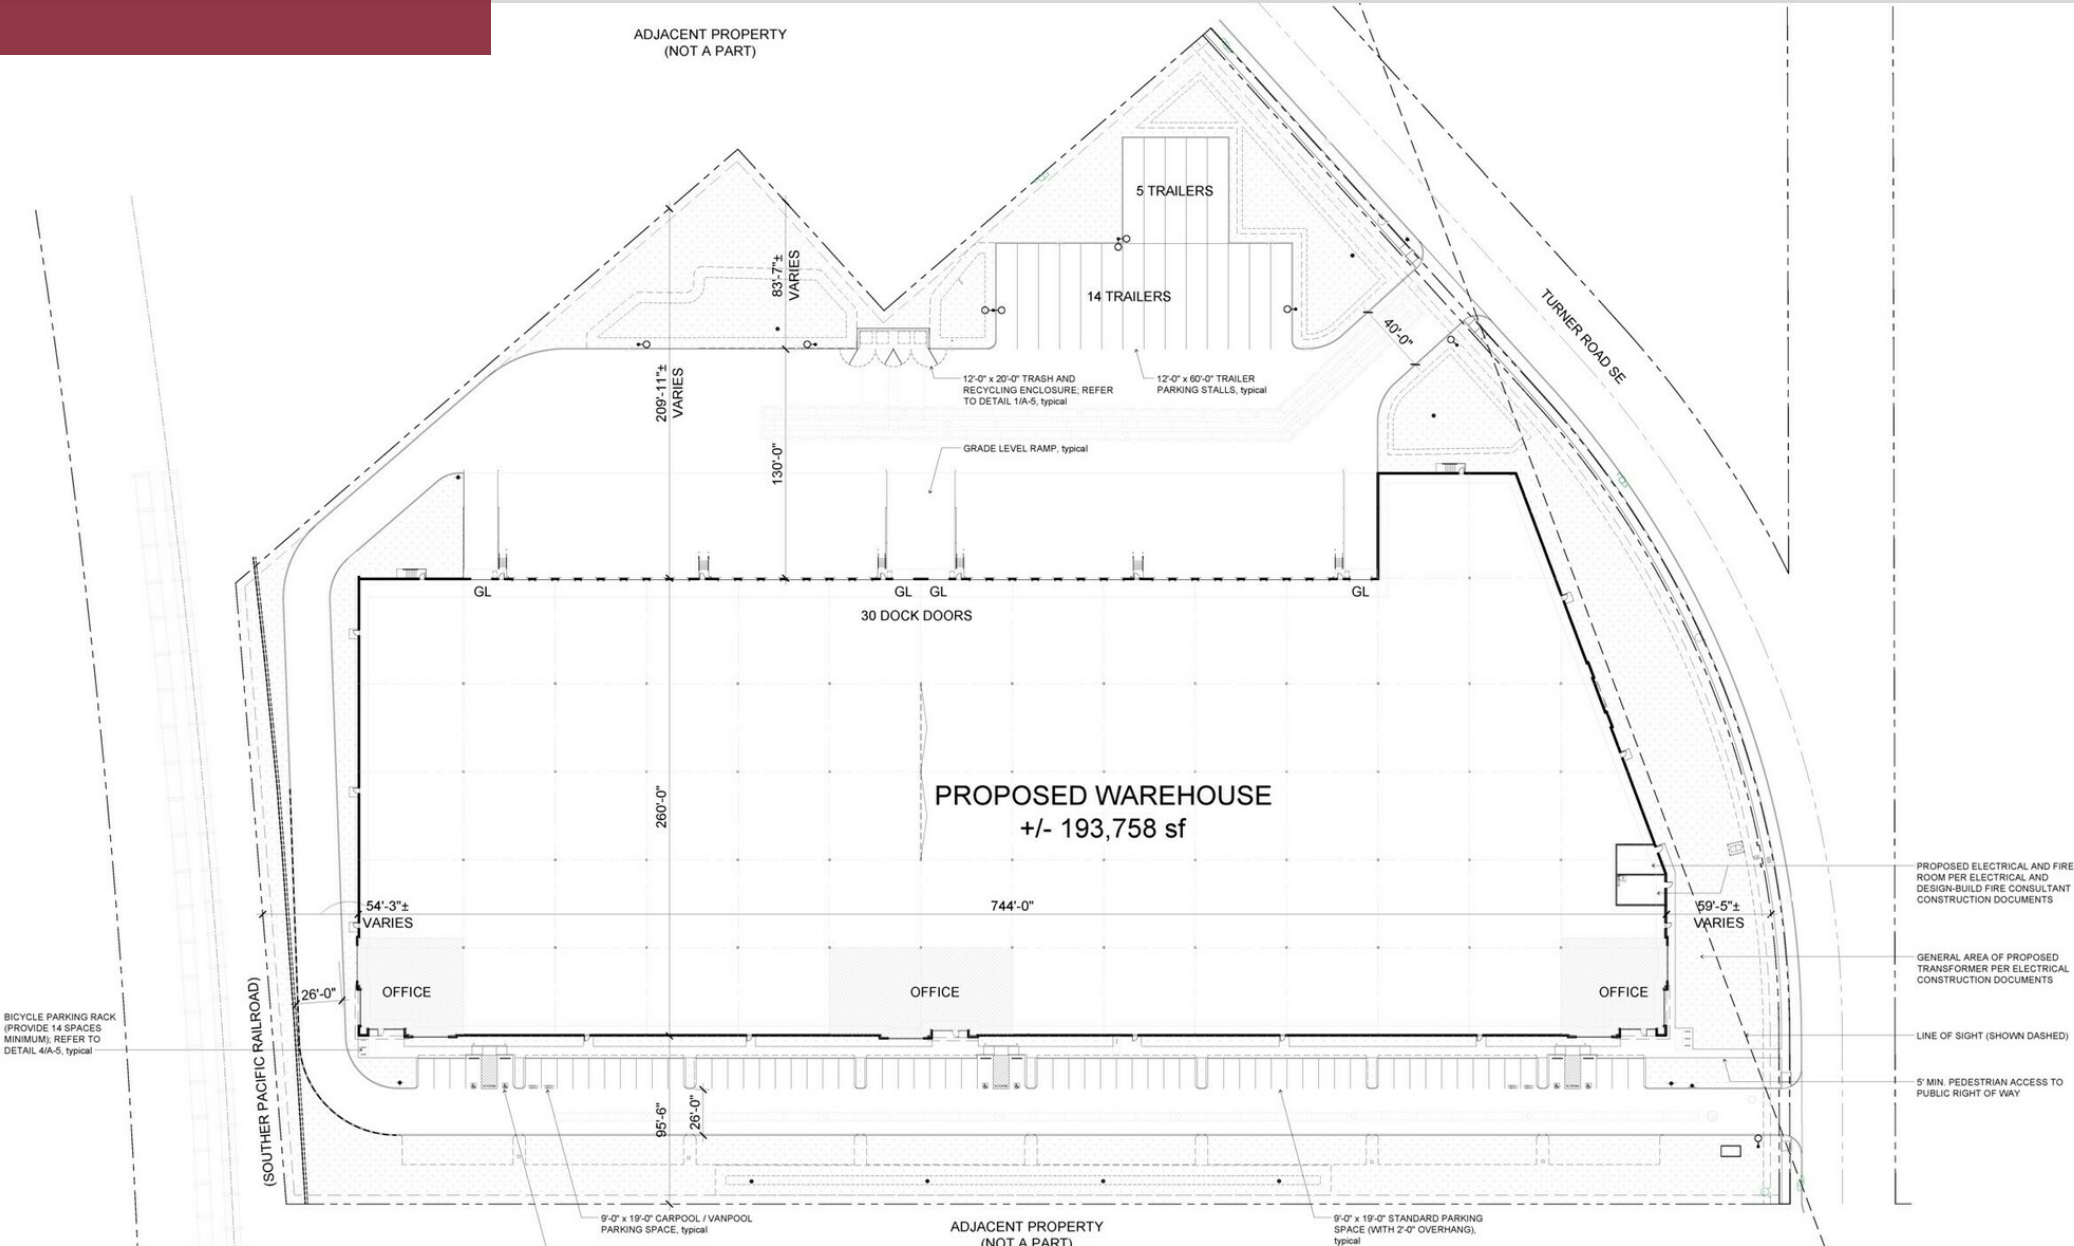 ADJACENT PROPERTY
(NOT A PART)
5 TRAILERS
14 TRAILERS
83'-7"±
VARIES
TURNER ROAD SE
40'-0"
209'-11"±
VARIES
12'-0" x 20'-0" TRASH AND
RECYCLING ENCLOSURE; REFER
TO DETAIL 1/A-5, typical
12'-0" x 60'-0" TRAILER
PARKING STALLS, typical
GRADE LEVEL RAMP, typical
130'-0"
GL
GL
GL
GL
30 DOCK DOORS
PROPOSED WAREHOUSE
+/- 193,758 sf
260'-0"
54'-3"±
VARIES
744'-0"
59'-5"±
VARIES
PROPOSED ELECTRICAL AND FIRE
ROOM PER ELECTRICAL AND
DESIGN-BUILD FIRE CONSULTANT
CONSTRUCTION DOCUMENTS
GENERAL AREA OF PROPOSED
TRANSFORMER PER ELECTRICAL
CONSTRUCTION DOCUMENTS
OFFICE
OFFICE
OFFICE
26'-0"
(SOUTHER PACIFIC RAILROAD)
BICYCLE PARKING RACK
(PROVIDE 14 SPACES
MINIMUM); REFER TO
DETAIL 4/A-5, typical
LINE OF SIGHT (SHOWN DASHED)
5' MIN. PEDESTRIAN ACCESS TO
PUBLIC RIGHT OF WAY
95'-6"
26'-0"
9'-0" x 19'-0" CARPOOL / VANPOOL
PARKING SPACE, typical
ADJACENT PROPERTY
(NOT A PART)
9'-0" x 19'-0" STANDARD PARKING
SPACE (WITH 2'-0" OVERHANG),
typical